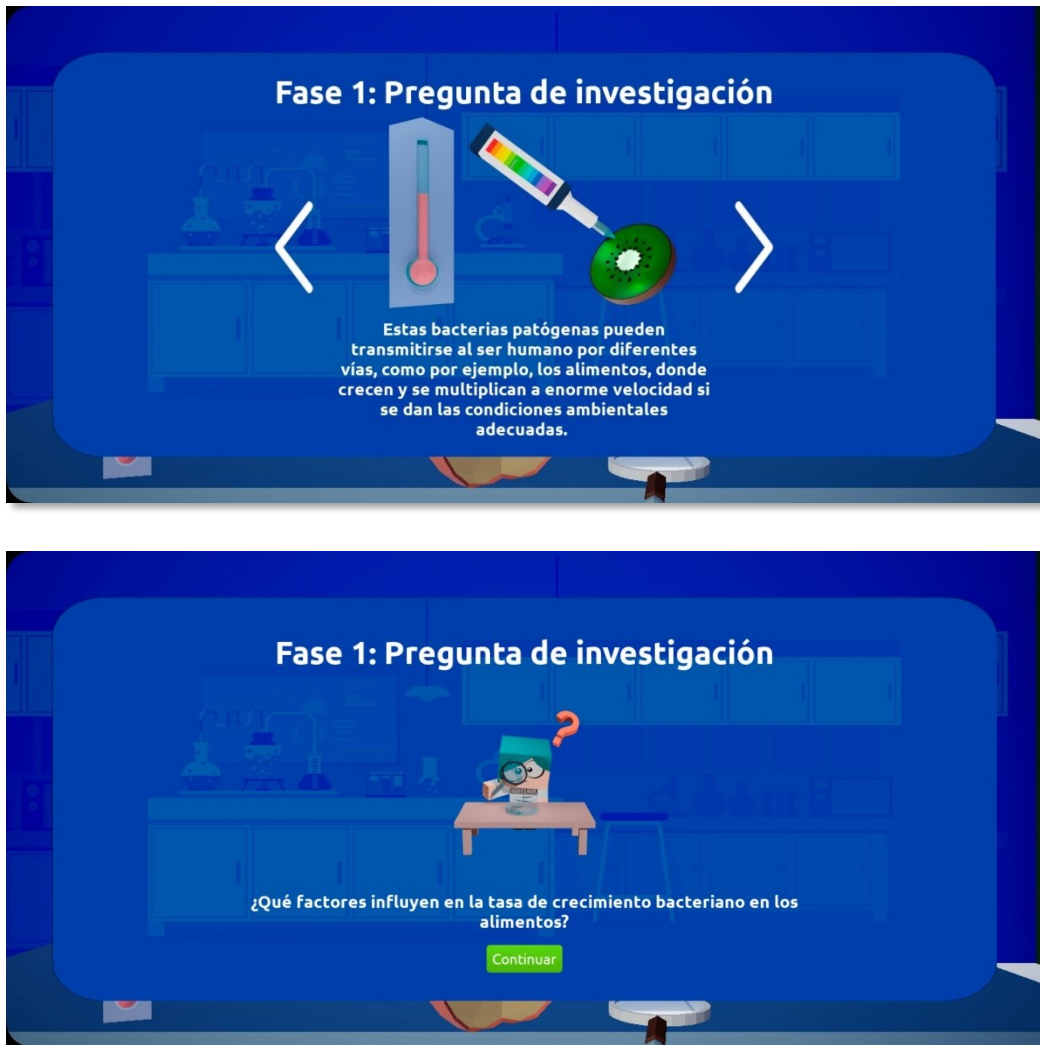 Fase 1: Pregunta de investigación
Estas bacterias patógenas pueden
transmitirse al ser humano por diferentes
vías, como por ejemplo, los alimentos, donde
crecen y se multiplican a enorme velocidad si
se dan las condiciones ambientales
adecuadas.
Fase 1: Pregunta de investigación
¿Qué factores influyen en la tasa de crecimiento bacteriano en los
alimentos?
Continuar